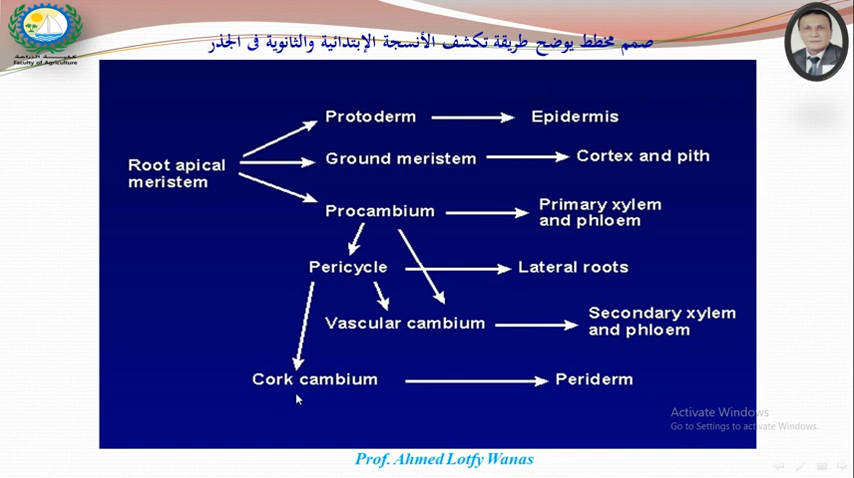 صمم مخطط يوضح طريقة تكشف الأنسجة الإبتدائية والثانوية فى الجذر
كلية الزراعة
Faculty of Agriculture
Protoderm
Epidermis
Root apical
meristem
Ground meristem
Cortex and pith
Procambium
Primary xylem
and phloem
Pericycle
Lateral roots
Vascular cambium
Secondary xylem
and phloem
Cork cambium
Periderm
Activate Windows
Go to Settings to activate Windows.
Prof. Ahmed Lotfy Wanas